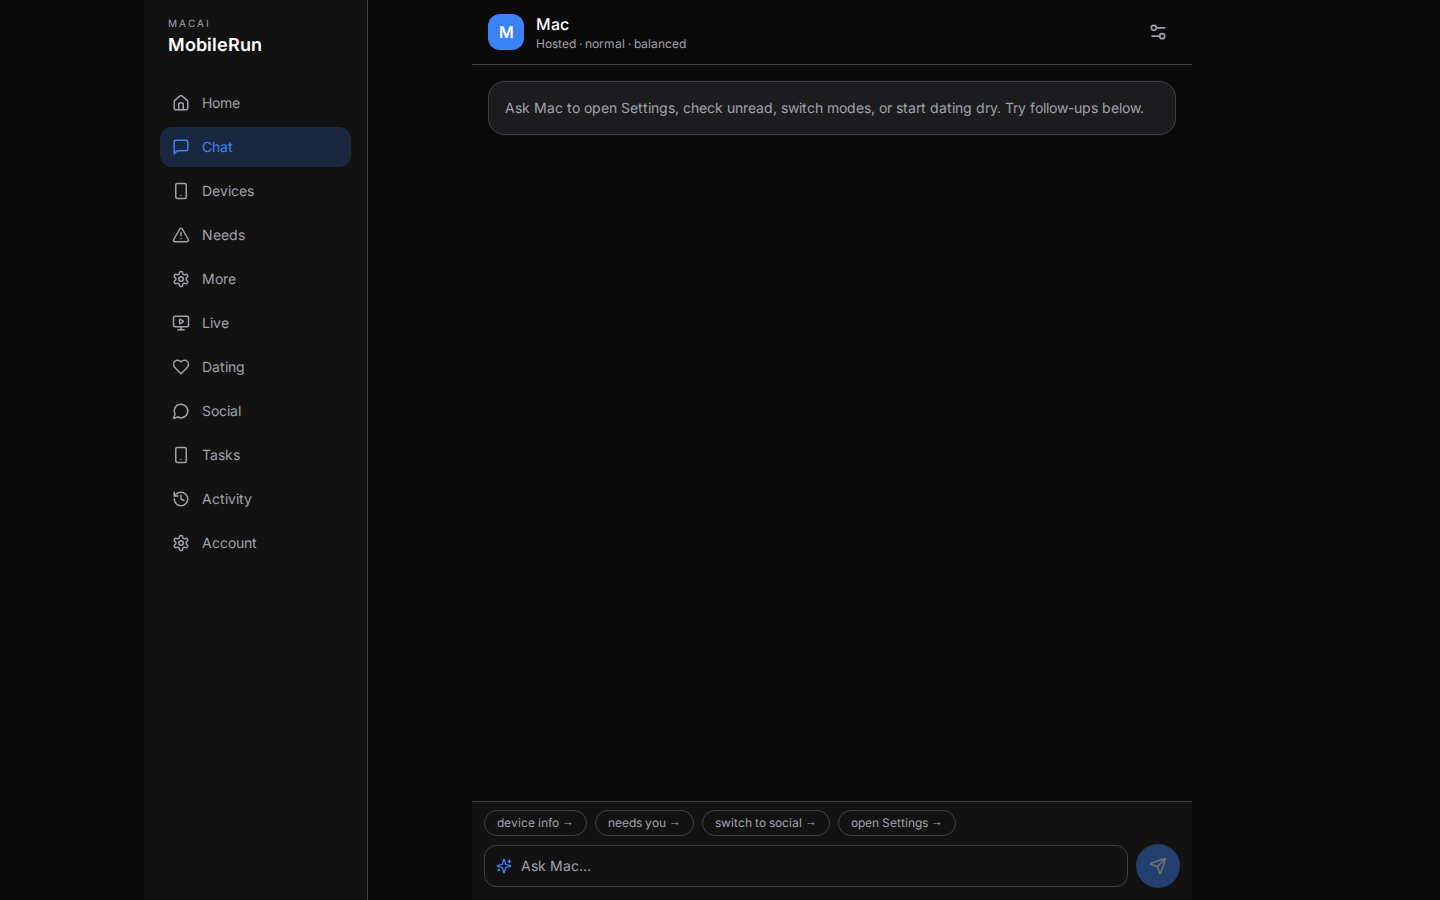 MACAI
MobileRun
Home
Chat
Devices
Needs
More
Live
Dating
Social
Tasks
Activity
Account
M
Mac
Hosted · normal · balanced
Ask Mac to open Settings, check unread, switch modes, or start dating dry. Try follow-ups below.
device info →
needs you →
switch to social →
open Settings →
Ask Mac...